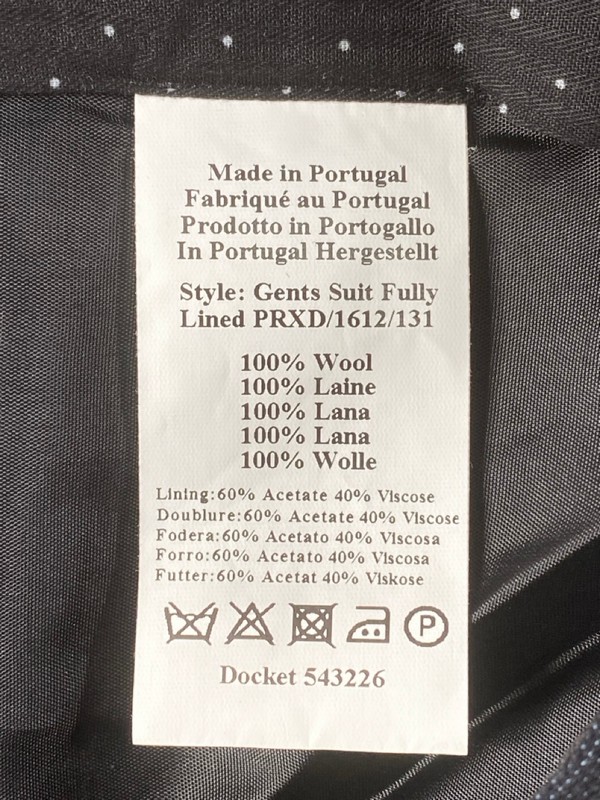 Made in Portugal
Fabriqué au Portugal
Prodotto in Portogallo
In Portugal Hergestellt
Style: Gents Suit Fully
Lined PRXD/1612/131
100% Wool
100% Laine
100% Lana
100% Lana
100% Wolle
Lining:60% Acetate 40% Viscose
Doublure:60% Acetate 40% Viscose
Fodera:60% Acetato 40% Viscosa
Forro:60% Acetato 40% Viscosa
Futter:60% Acetat 40% Viskose
P
Docket 543226